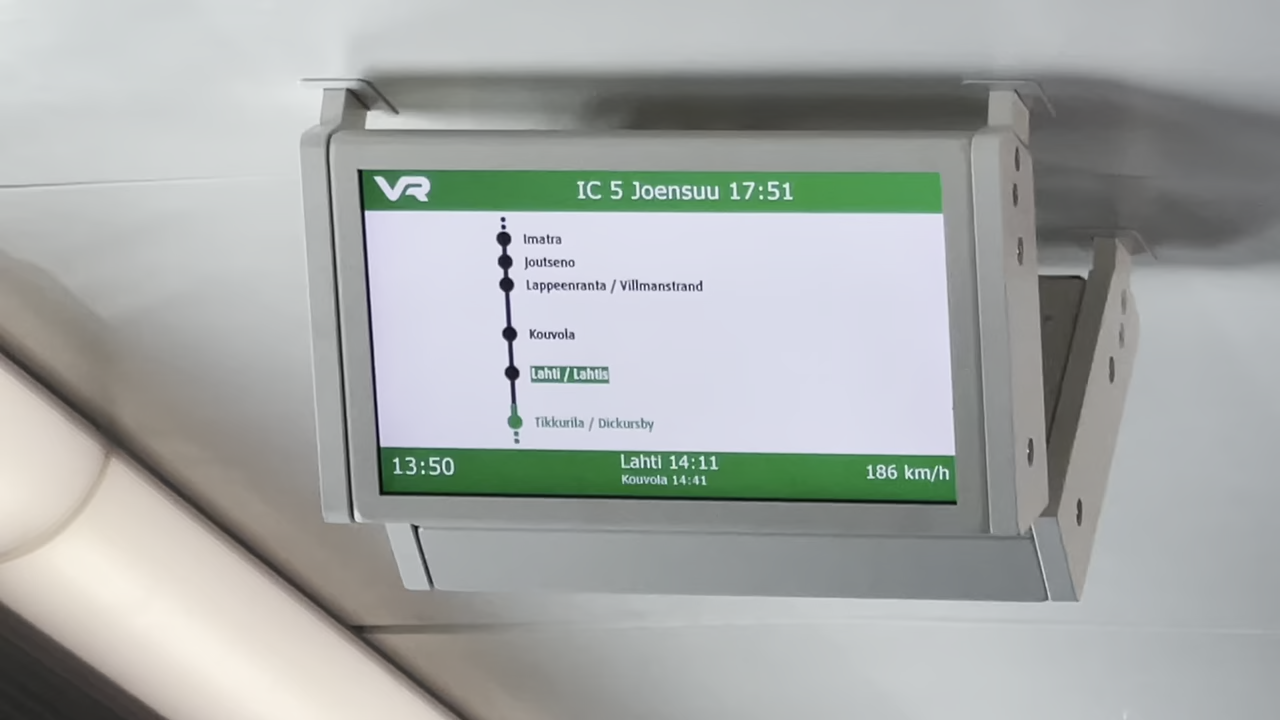 VR
IC 5 Joensuu 17:51
Imatra
Joutseno
Lappeenranta / Villmanstrand
Kouvola
Lahti / Lahtis
Tikkurila / Dickursby
13:50
Lahti 14:11
Kouvola 14:41
186 km/h